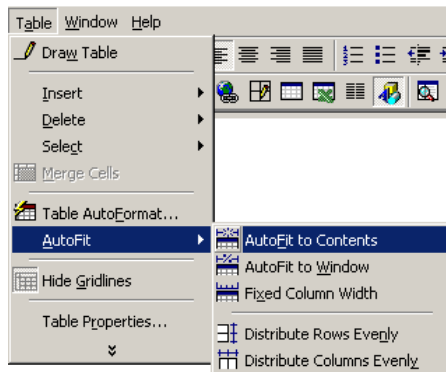 Table Window Help
Draw Table
Insert
Delete
Select
Merge Cells
Table AutoFormat...
AutoFit
Hide Gridlines
Table Properties...
AutoFit to Contents
AutoFit to Window
Fixed Column Width
Distribute Rows Evenly
Distribute Columns Evenly